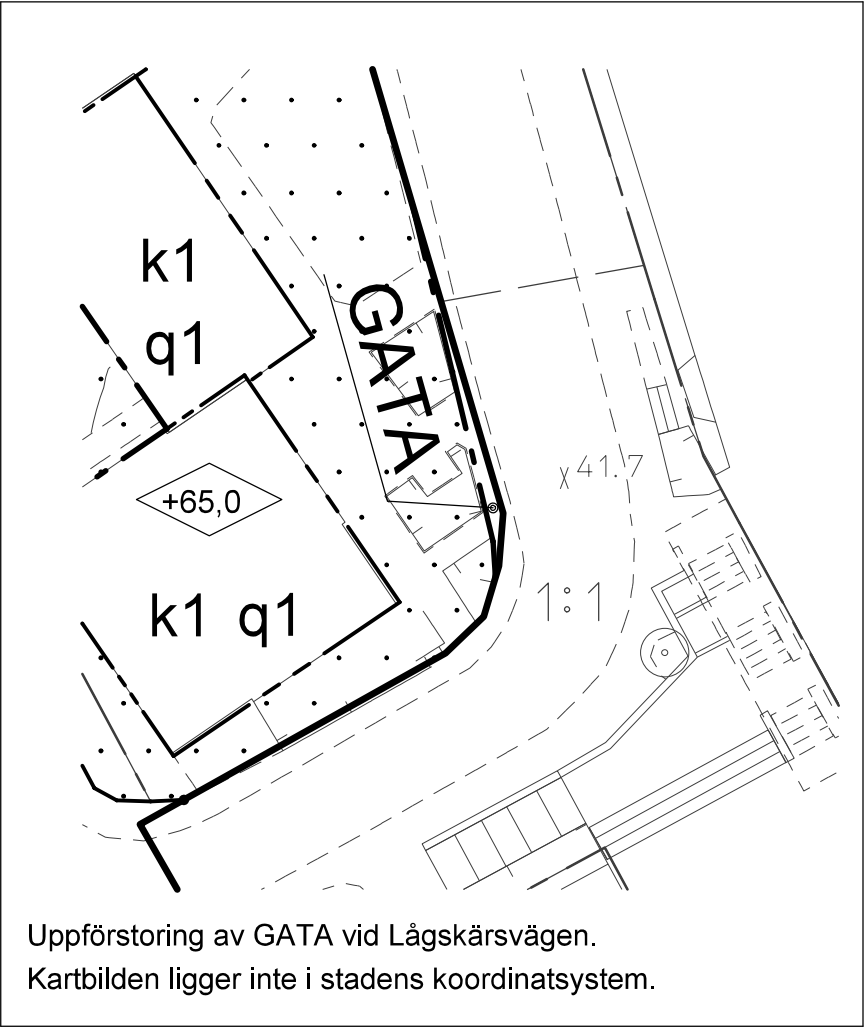 k1
q1
GATA
x 41.7
+65,0
1:1
k1 q1
Uppförstoring av GATA vid Lågskärsvägen.
Kartbilden ligger inte i stadens koordinatsystem.